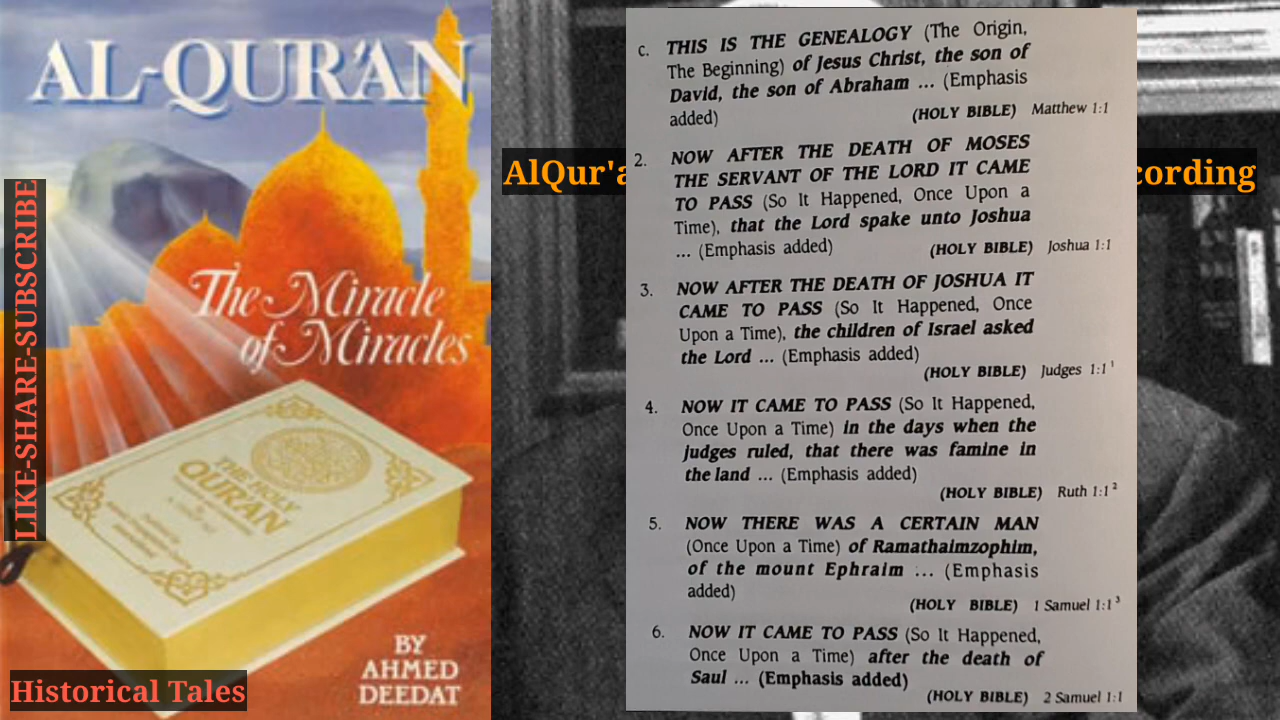 AL-QUR'AN
The Miracle
of Miracles
THE HOLY
QUR'AN
BY
AHMED
DEEDAT
LIKE-SHARE-SUBSCRIBE
Historical Tales
AlQur'a
cording
c. THIS IS THE GENEALOGY (The Origin,
The Beginning) of Jesus Christ, the son of
David, the son of Abraham ... (Emphasis
added)
(HOLY BIBLE) Matthew 1:1
2. NOW AFTER THE DEATH OF MOSES
THE SERVANT OF THE LORD IT CAME
TO PASS (So It Happened, Once Upon a
Time), that the Lord spake unto Joshua
... (Emphasis added)
(HOLY BIBLE) Joshua 1:1
3. NOW AFTER THE DEATH OF JOSHUA IT
CAME TO PASS (So It Happened, Once
Upon a Time), the children of Israel asked
the Lord ... (Emphasis added)
(HOLY BIBLE) Judges 1:1 ¹
4. NOW IT CAME TO PASS (So It Happened,
Once Upon a Time) in the days when the
judges ruled, that there was famine in
the land ... (Emphasis added)
(HOLY BIBLE) Ruth 1:1 ²
5. NOW THERE WAS A CERTAIN MAN
(Once Upon a Time) of Ramathaimzophim,
of the mount Ephraim ... (Emphasis
added)
(HOLY BIBLE) 1 Samuel 1:1 ³
6. NOW IT CAME TO PASS (So It Happened,
Once Upon a Time) after the death of
Saul ... (Emphasis added)
(HOLY BIBLE) 2 Samuel 1:1